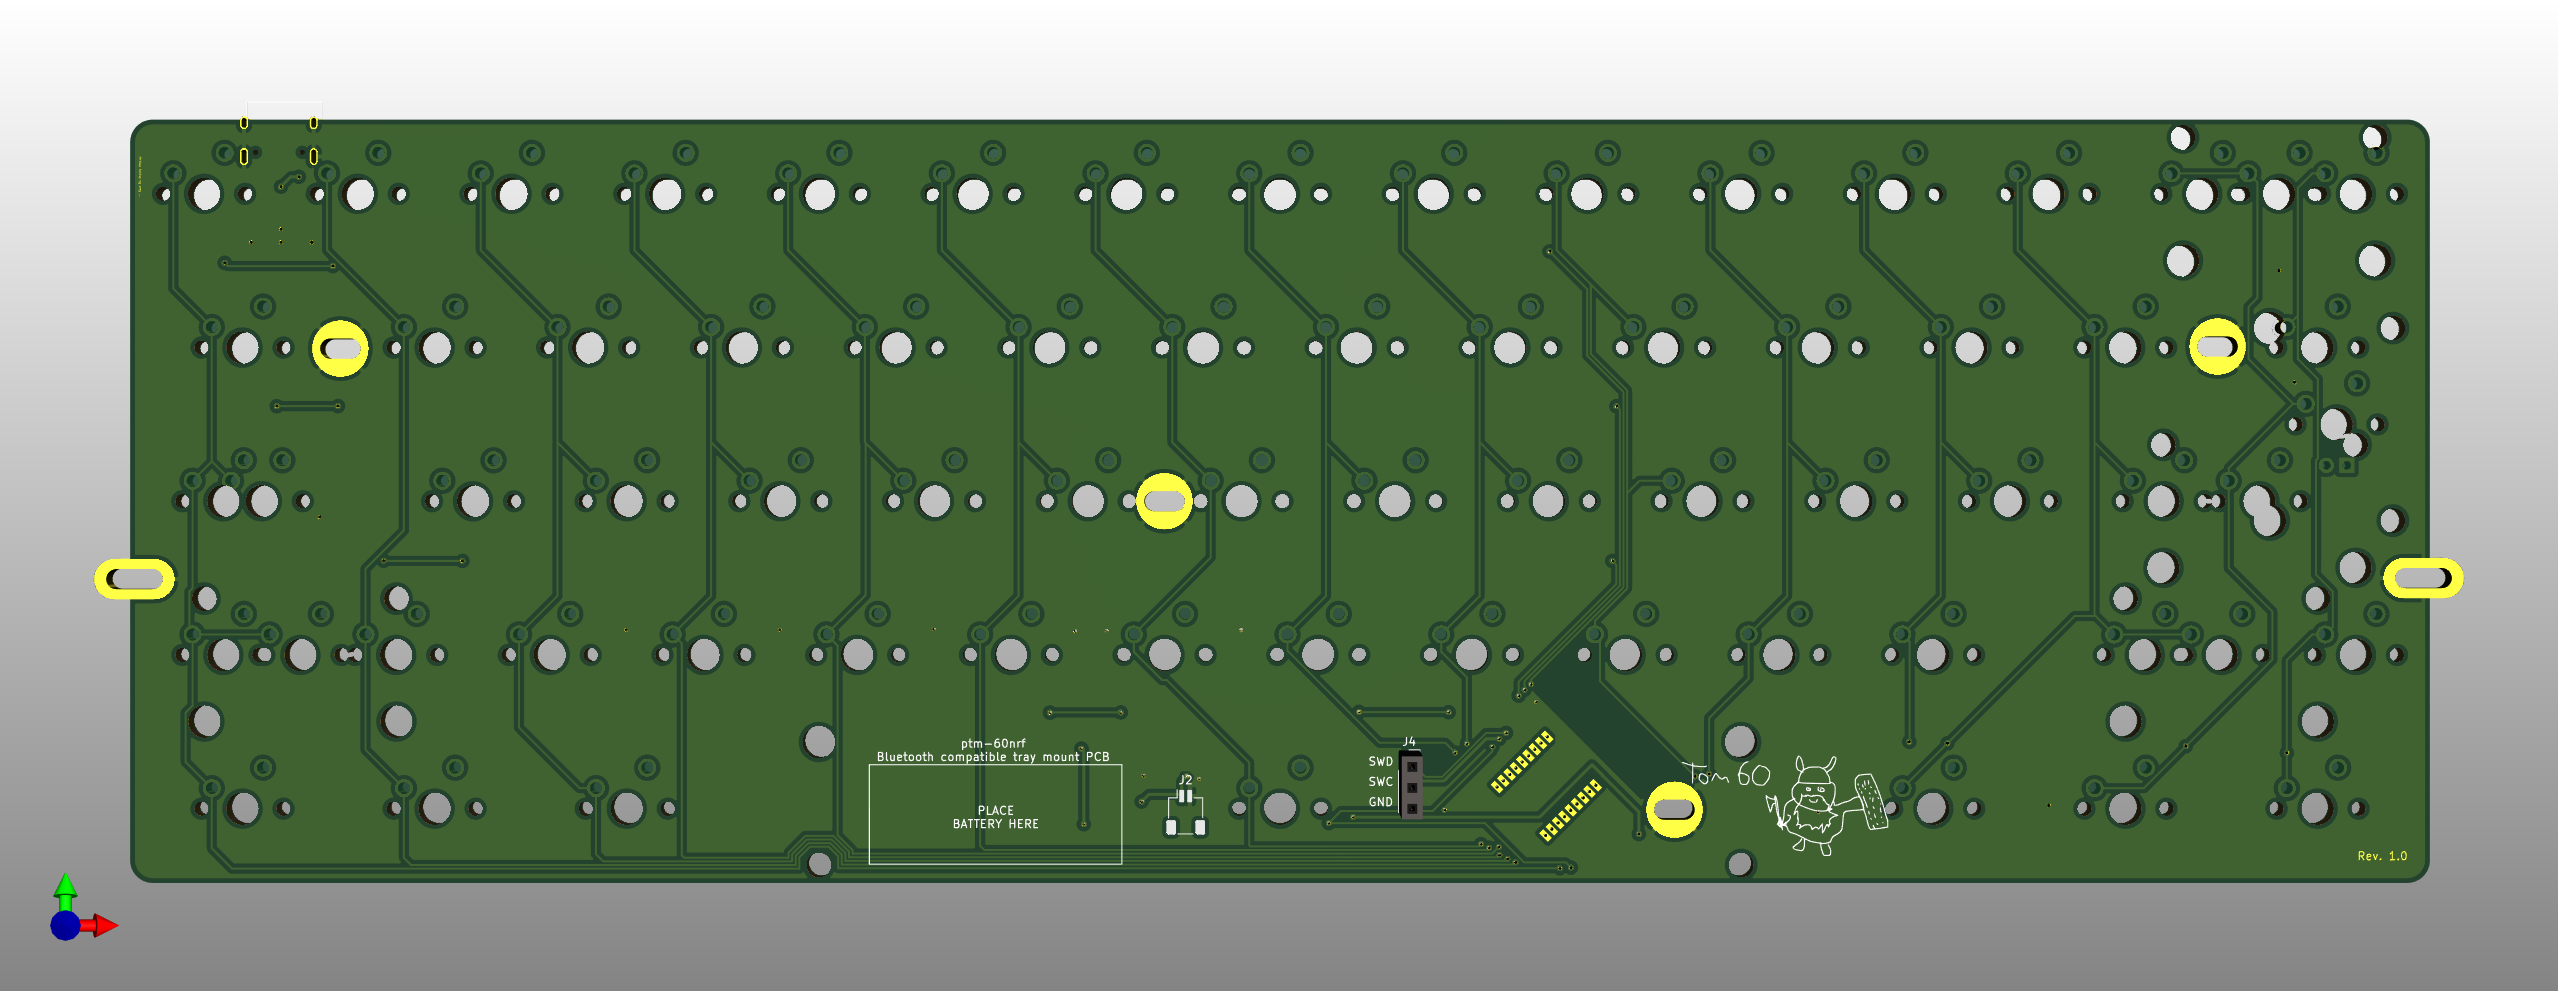 ptm-60nrf
Bluetooth compatible tray mount PCB
PLACE
BATTERY HERE
J2
J4
SWD
SWC
GND
Tom 60
Rev. 1.0